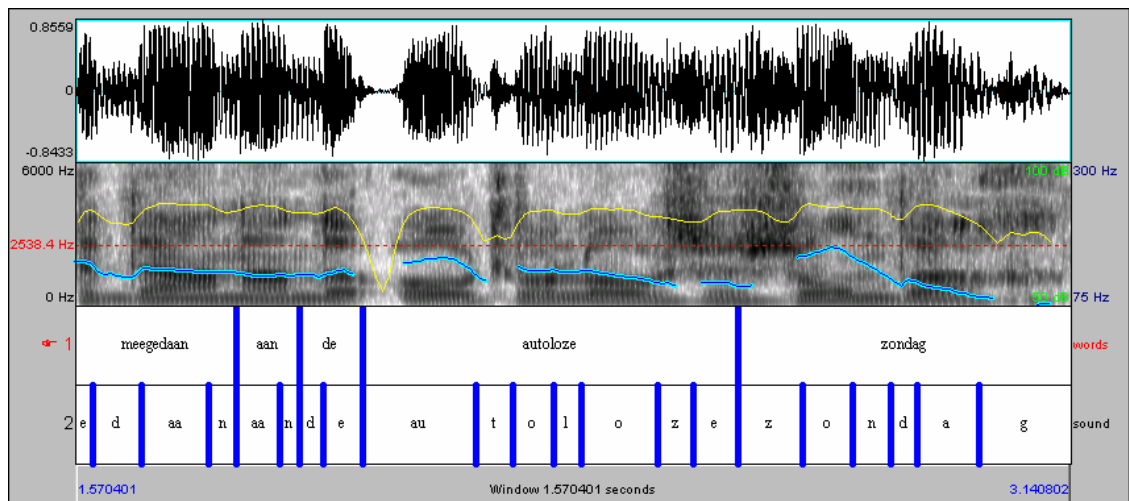 0.8559
0
-0.8433
6000 Hz 100 dB 300 Hz
2538.4 Hz
0 Hz 50 dB 75 Hz
1 meegedaan aan de autoloze zondag words
2 e d aa n aa n d e au t o l o z e z o n d a g sound
1.570401 Window 1.570401 seconds 3.140802